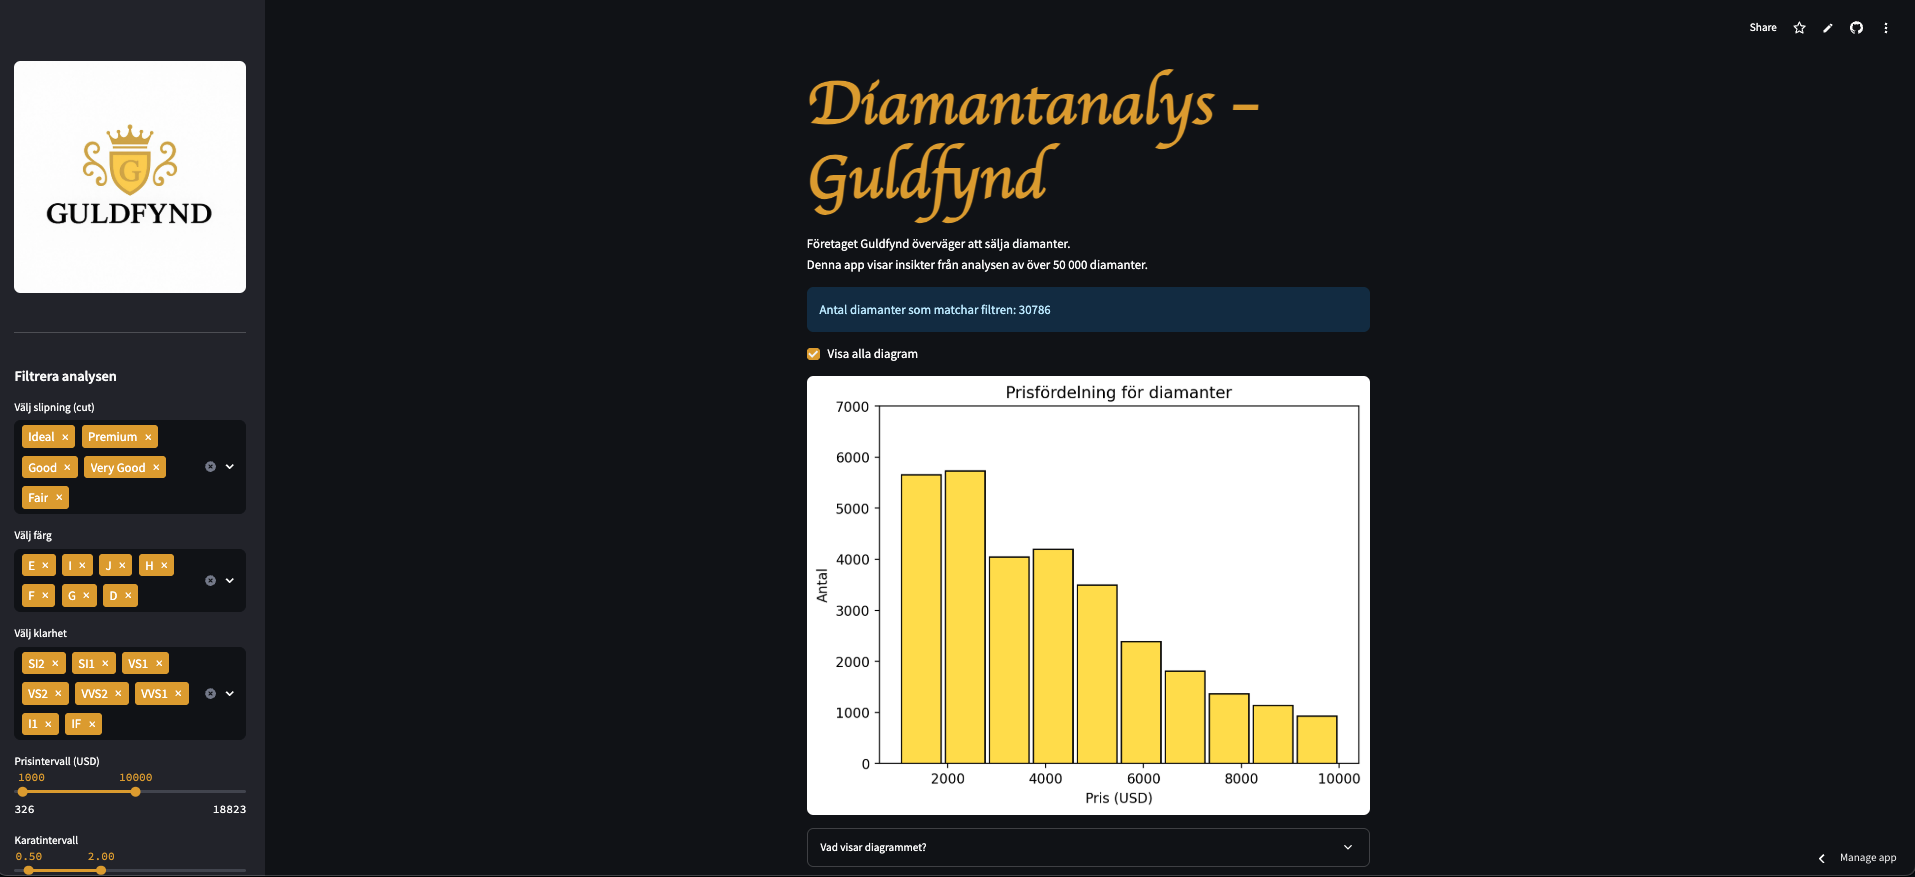 Share
G
GULDFYND
Filtrera analysen
Välj slipning (cut)
Ideal × Premium ×
Good × Very Good ×
Fair ×
Välj färg
E × I × J × H ×
F × G × D ×
Välj klarhet
SI2 × SI1 × VS1 ×
VS2 × VVS2 × VVS1 ×
I1 × IF ×
Prisintervall (USD)
1000 10000
326 18823
Karatintervall
0.50 2.00
Diamantanalys –
Guldfynd
Företaget Guldfynd överväger att sälja diamanter.
Denna app visar insikter från analysen av över 50 000 diamanter.
Antal diamanter som matchar filtren: 30786
Visa alla diagram
Prisfördelning för diamanter
7000
6000
5000
4000
3000
2000
1000
0
Antal
2000 4000 6000 8000 10000
Pris (USD)
Vad visar diagrammet?
Manage app